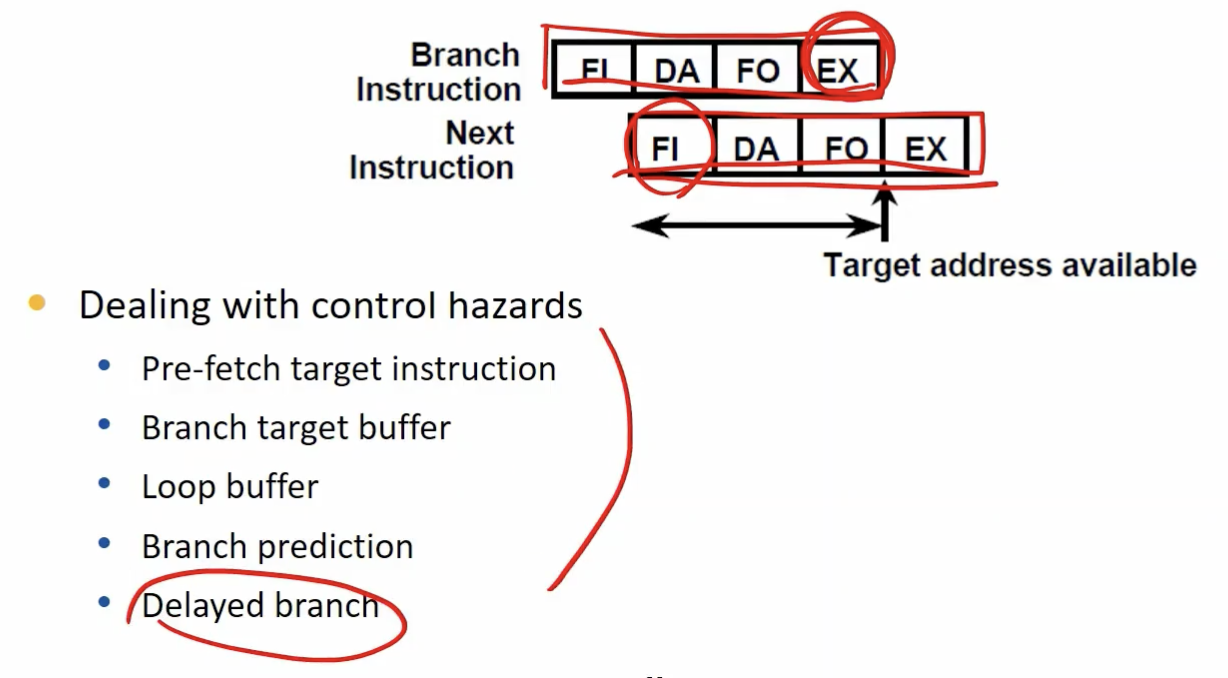 Branch
Instruction
FI DA FO EX
Next
Instruction
FI DA FO EX
Target address available
Dealing with control hazards
Pre-fetch target instruction
Branch target buffer
Loop buffer
Branch prediction
Delayed branch